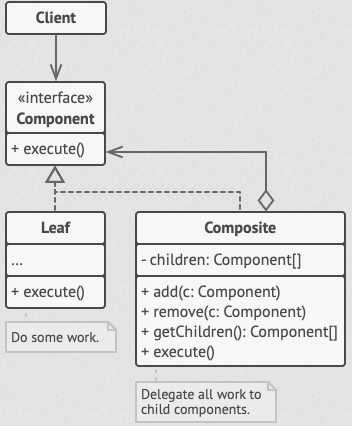 Client
«interface»
Component
+ execute()
Leaf
...
+ execute()
Do some work.
Composite
- children: Component[]
+ add(c: Component)
+ remove(c: Component)
+ getChildren(): Component[]
+ execute()
Delegate all work to
child components.